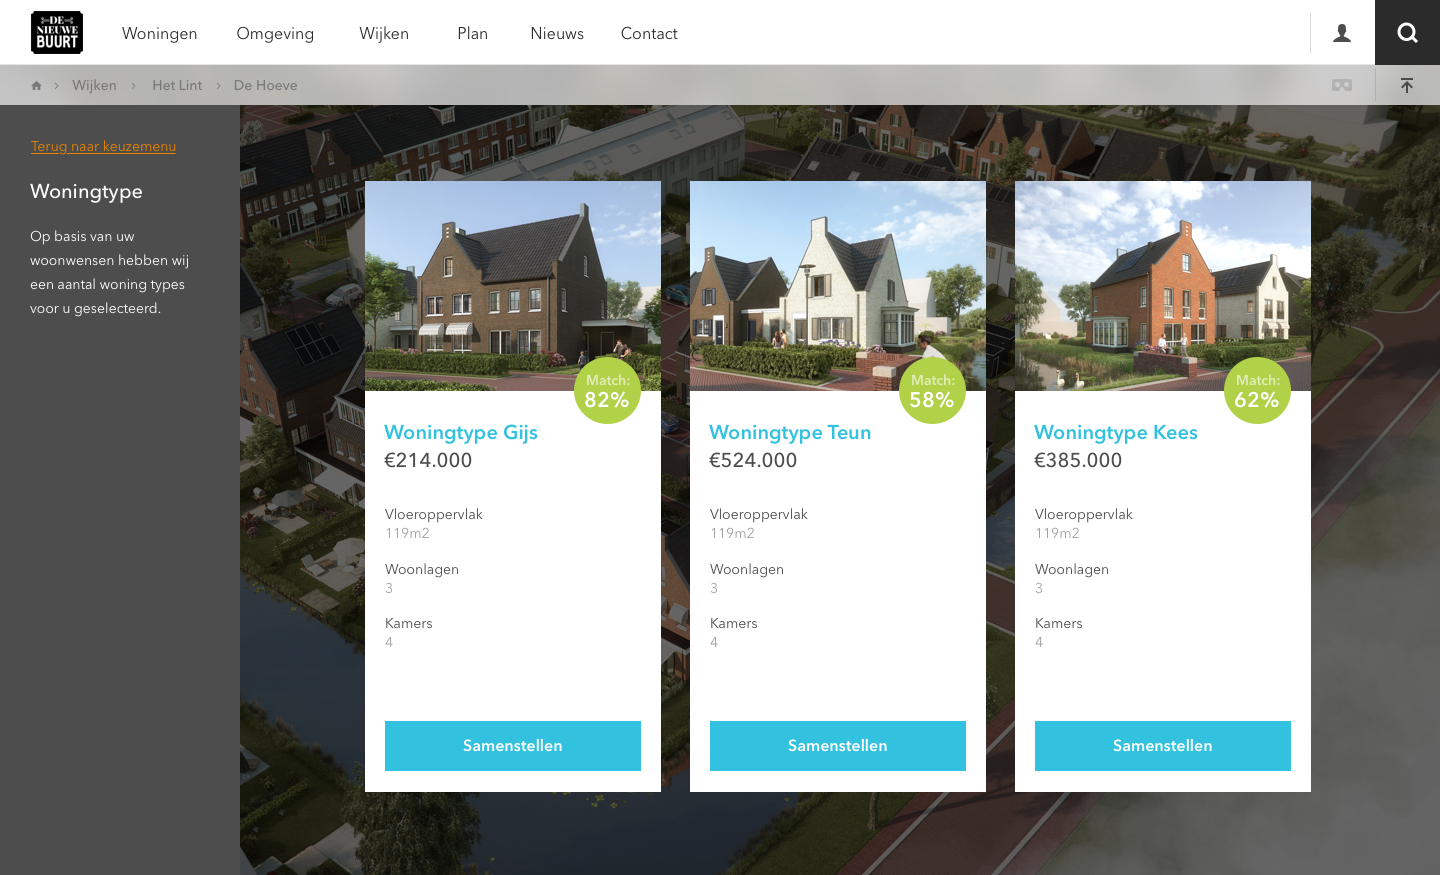 DE
NIEUWE
BUURT
Woningen
Omgeving
Wijken
Plan
Nieuws
Contact
Wijken
Het Lint
De Hoeve
Terug naar keuzemenu
Woningtype
Op basis van uw
woonwensen hebben wij
een aantal woning types
voor u geselecteerd.
Match:
82%
Woningtype Gijs
€214.000
Vloeroppervlak
119m2
Woonlagen
3
Kamers
4
Samenstellen
Match:
58%
Woningtype Teun
€524.000
Vloeroppervlak
119m2
Woonlagen
3
Kamers
4
Samenstellen
Match:
62%
Woningtype Kees
€385.000
Vloeroppervlak
119m2
Woonlagen
3
Kamers
4
Samenstellen